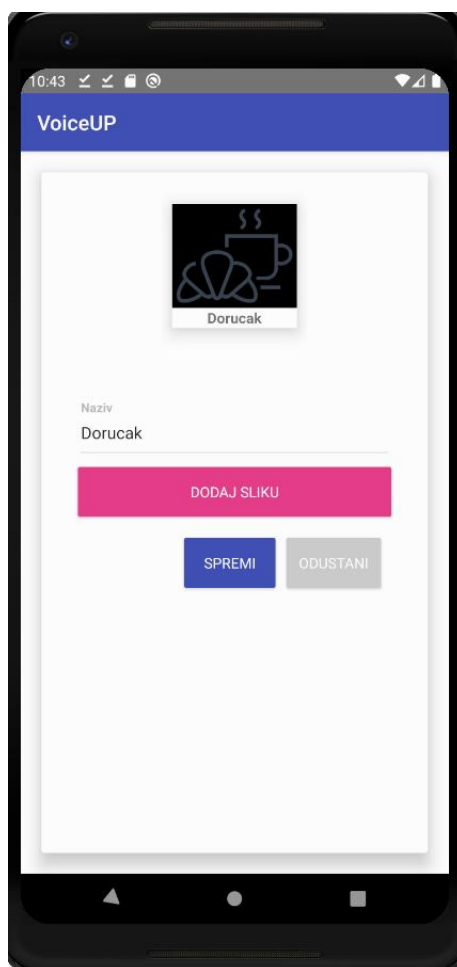 10:43
VoiceUP
Dorucak
Naziv
Dorucak
DODAJ SLIKU
SPREMI ODUSTANI